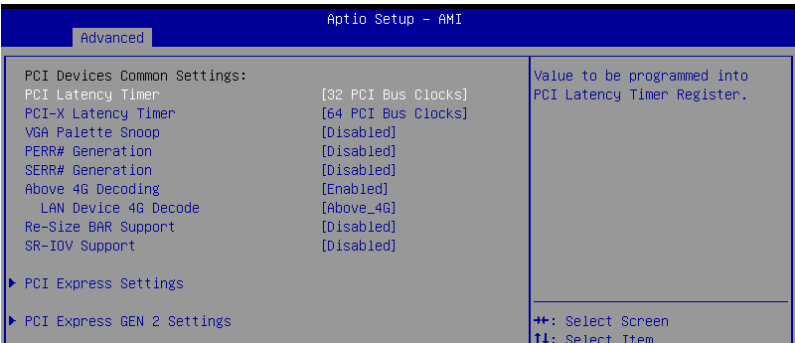 Aptio Setup – AMI
Advanced
PCI Devices Common Settings:
PCI Latency Timer [32 PCI Bus Clocks]
PCI-X Latency Timer [64 PCI Bus Clocks]
VGA Palette Snoop [Disabled]
PERR# Generation [Disabled]
SERR# Generation [Disabled]
Above 4G Decoding [Enabled]
LAN Device 4G Decode [Above_4G]
Re-Size BAR Support [Disabled]
SR-IOV Support [Disabled]
PCI Express Settings
PCI Express GEN 2 Settings
Value to be programmed into
PCI Latency Timer Register.
→←: Select Screen
↑↓: Select Item